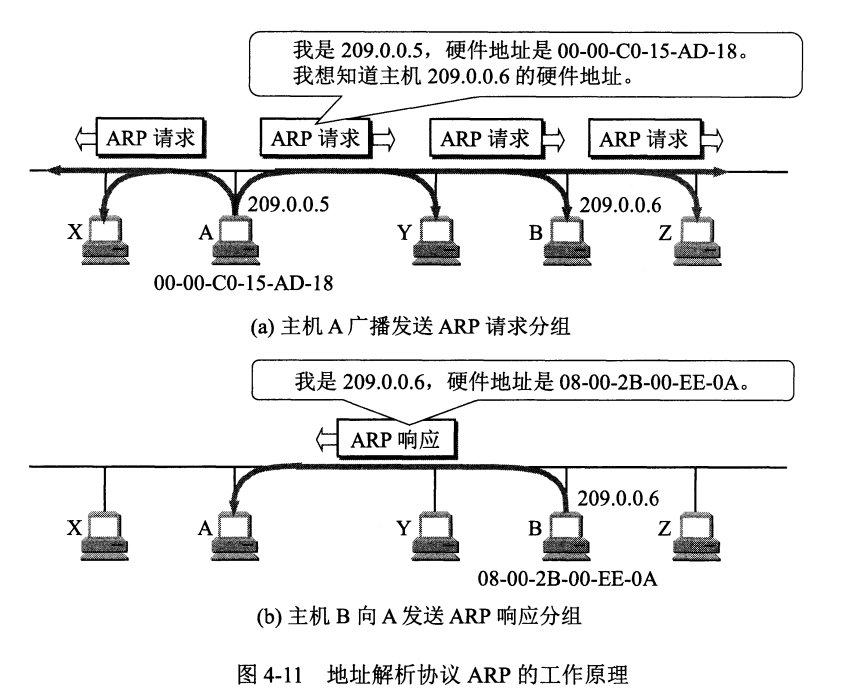 我是 209.0.0.5，硬件地址是 00-00-C0-15-AD-18。
我想知道主机 209.0.0.6 的硬件地址。
ARP 请求
ARP 请求
ARP 请求
ARP 请求
209.0.0.5
209.0.0.6
X
A
Y
B
Z
00-00-C0-15-AD-18
(a) 主机 A 广播发送 ARP 请求分组
我是 209.0.0.6，硬件地址是 08-00-2B-00-EE-0A。
ARP 响应
209.0.0.6
X
A
Y
B
Z
08-00-2B-00-EE-0A
(b) 主机 B 向 A 发送 ARP 响应分组
图 4-11 地址解析协议 ARP 的工作原理